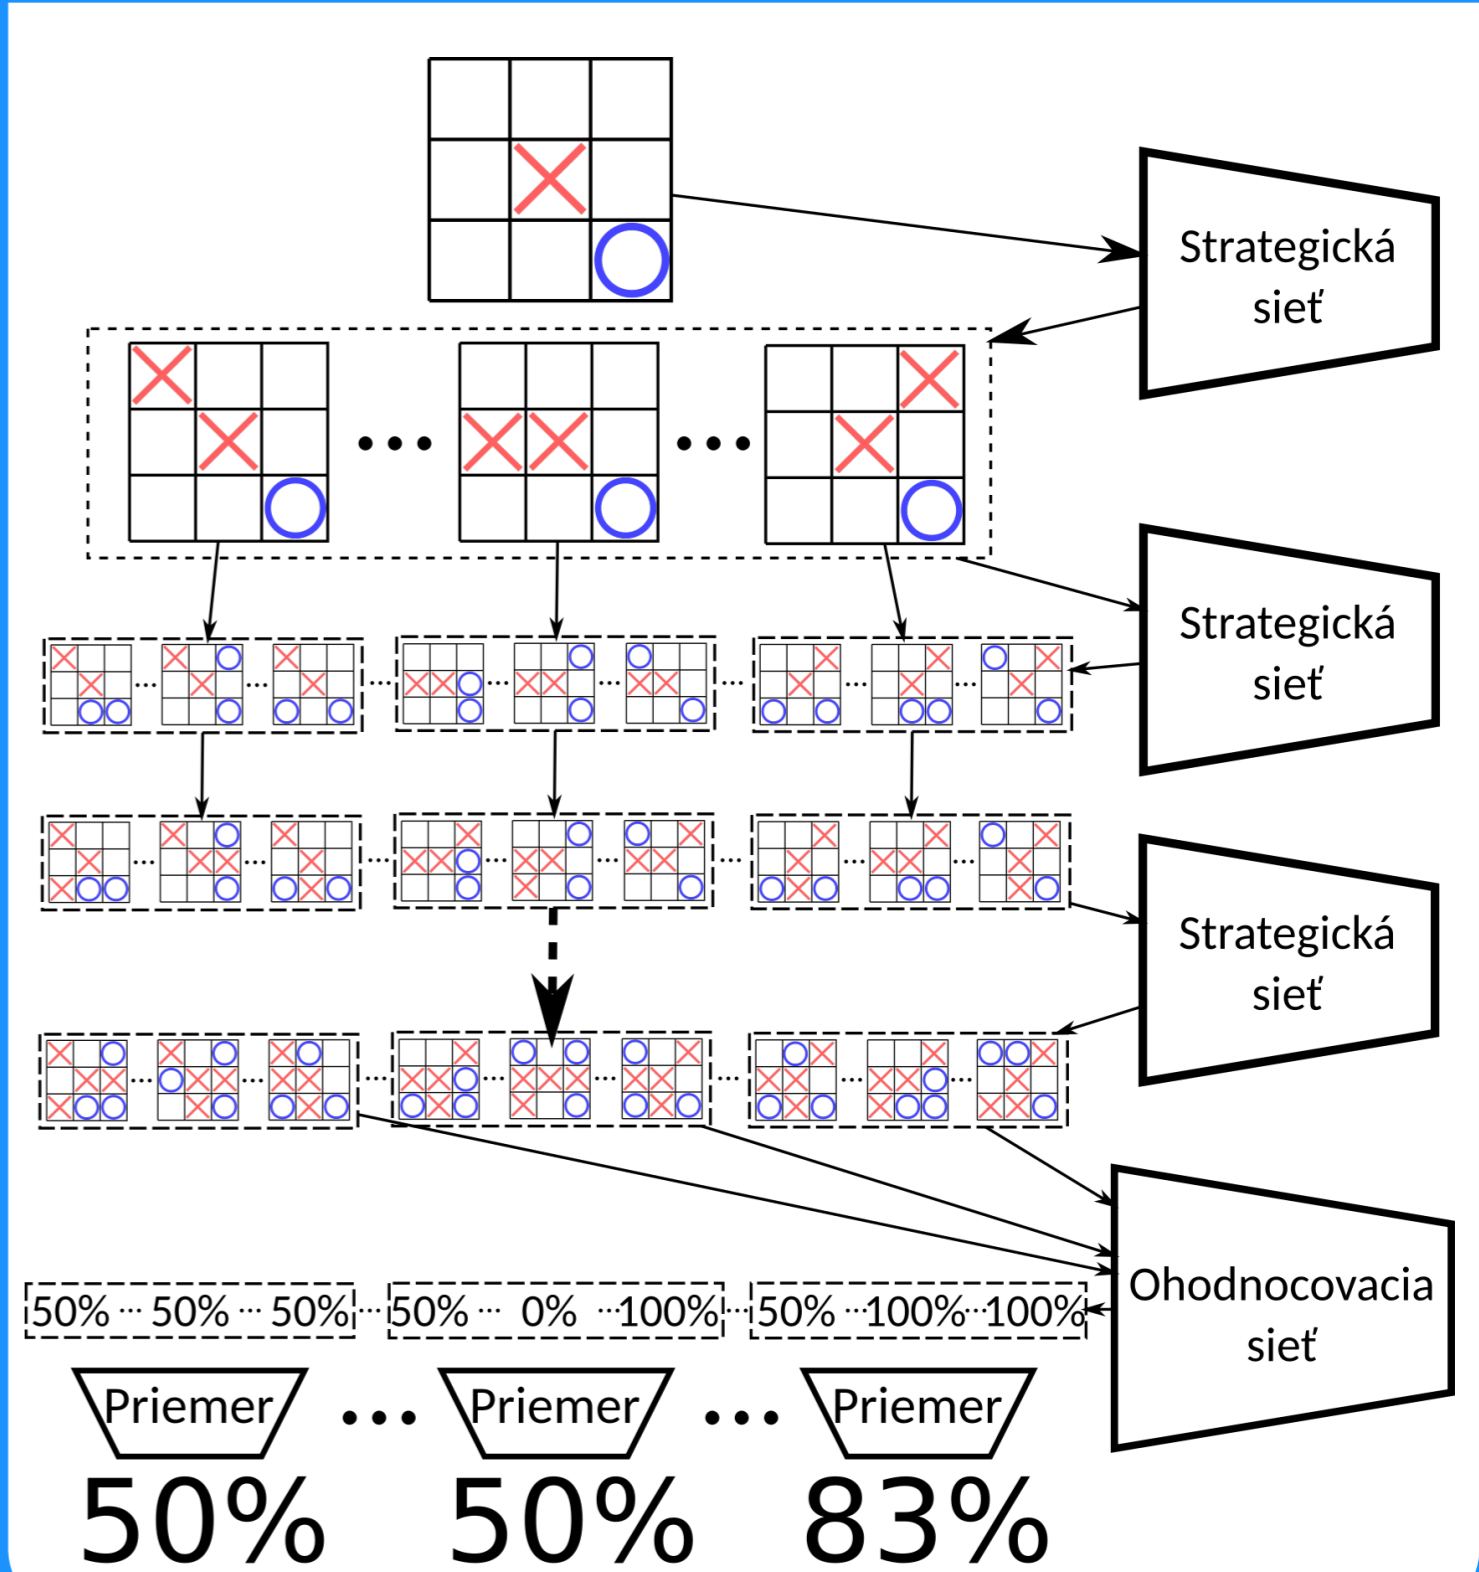 Strategická
sieť
Strategická
sieť
Strategická
sieť
Ohodnocovacia
sieť
50% ... 50% ... 50% ... 50% ... 0% ... 100% ... 50% ... 100% ... 100%
Priemer ... Priemer ... Priemer
50% 50% 83%